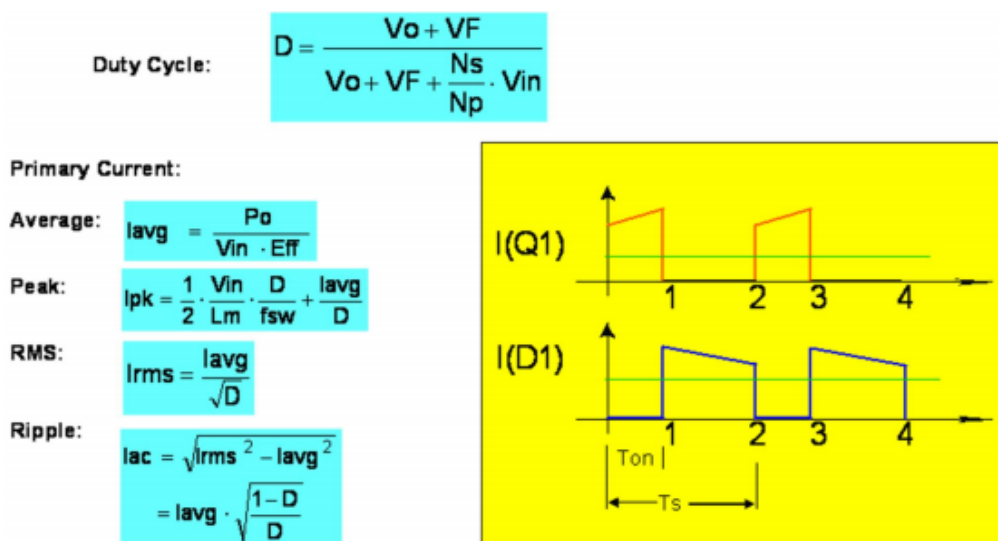 Duty Cycle: D = (Vo + VF) / (Vo + VF + Ns/Np · Vin)
Primary Current:
Average: Iavg = Po / (Vin · Eff)
Peak: Ipk = 1/2 · Vin/Lm · D/fsw + Iavg/D
RMS: Irms = Iavg / √D
Ripple: Iac = √(Irms² − Iavg²)
= Iavg · √((1 − D)/D)
I(Q1)
1 2 3 4
I(D1)
1 2 3 4
Ton
Ts